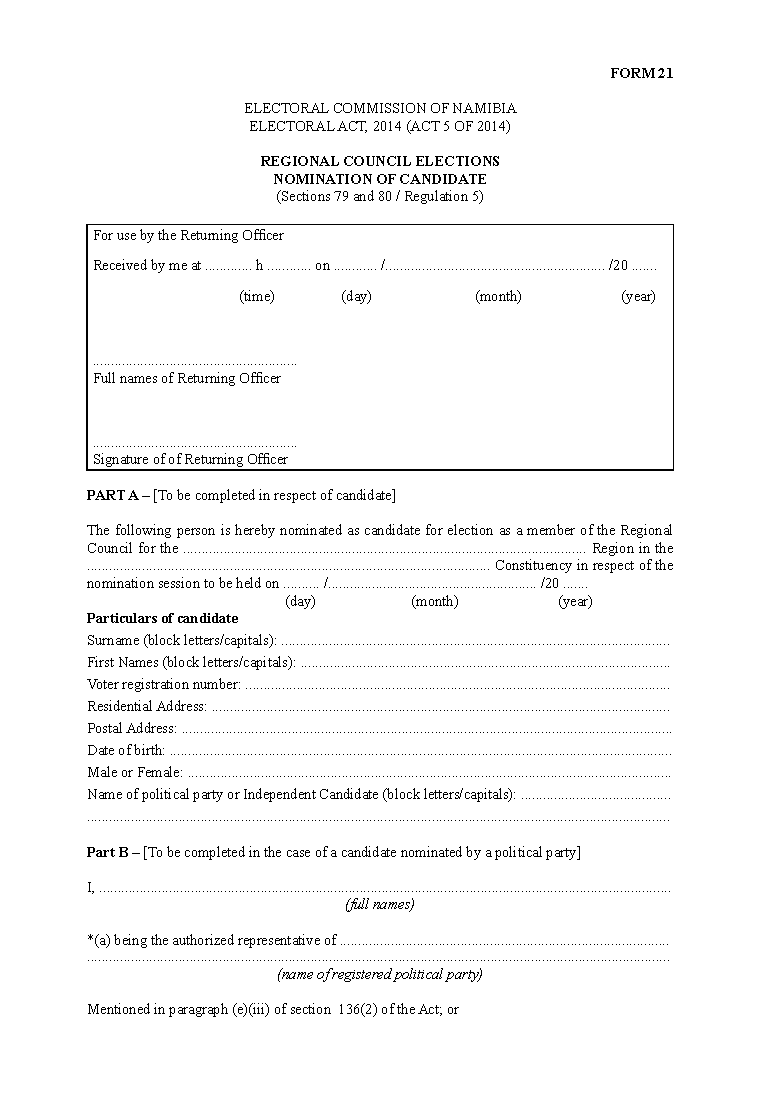 FORM 21
ELECTORAL COMMISSION OF NAMIBIA
ELECTORAL ACT, 2014 (ACT 5 OF 2014)
REGIONAL COUNCIL ELECTIONS
NOMINATION OF CANDIDATE
(Sections 79 and 80 / Regulation 5)
For use by the Returning Officer
Received by me at ............. h ............ on ............ /............................................................ /20 .......
(time) (day) (month) (year)
........................................................
Full names of Returning Officer
........................................................
Signature of of Returning Officer
PART A – [To be completed in respect of candidate]
The following person is hereby nominated as candidate for election as a member of the Regional
Council for the .............................................................................................................. Region in the
.............................................................................................................. Constituency in respect of the
nomination session to be held on .......... /......................................................... /20 .......
(day) (month) (year)
Particulars of candidate
Surname (block letters/capitals): ..........................................................................................................
First Names (block letters/capitals): .....................................................................................................
Voter registration number: ....................................................................................................................
Residential Address: .............................................................................................................................
Postal Address: ......................................................................................................................................
Date of birth: .........................................................................................................................................
Male or Female: ....................................................................................................................................
Name of political party or Independent Candidate (block letters/capitals): .........................................
...............................................................................................................................................................
Part B – [To be completed in the case of a candidate nominated by a political party]
I, ............................................................................................................................................................
(full names)
*(a) being the authorized representative of ..........................................................................................
...............................................................................................................................................................
(name of registered political party)
Mentioned in paragraph (e)(iii) of section 136(2) of the Act; or